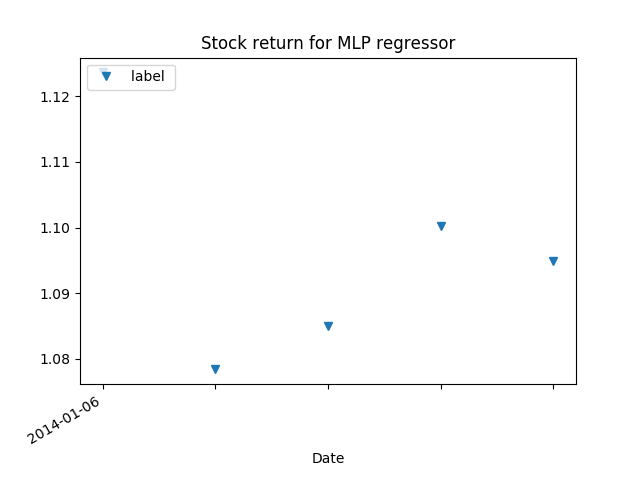 Stock return for MLP regressor
label
1.12
1.11
1.10
1.09
1.08
2014-01-06
Date